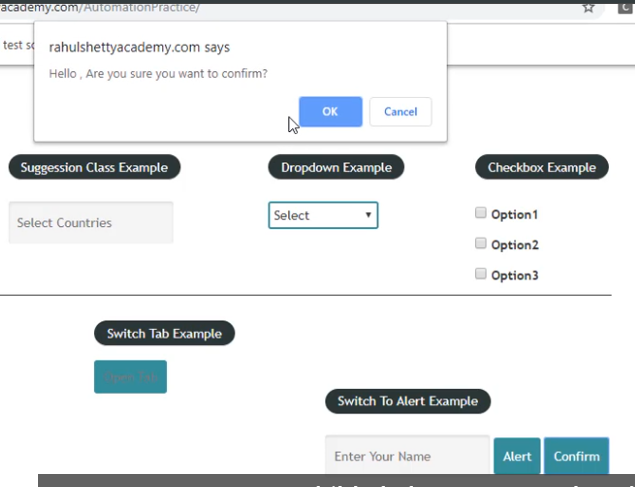 academy.com/AutomationPractice/
test
rahulshettyacademy.com says
Hello , Are you sure you want to confirm?
OK Cancel
Suggession Class Example Dropdown Example Checkbox Example
Select Countries Select Option1
Option2
Option3
Switch Tab Example
Open Tab
Switch To Alert Example
Enter Your Name Alert Confirm